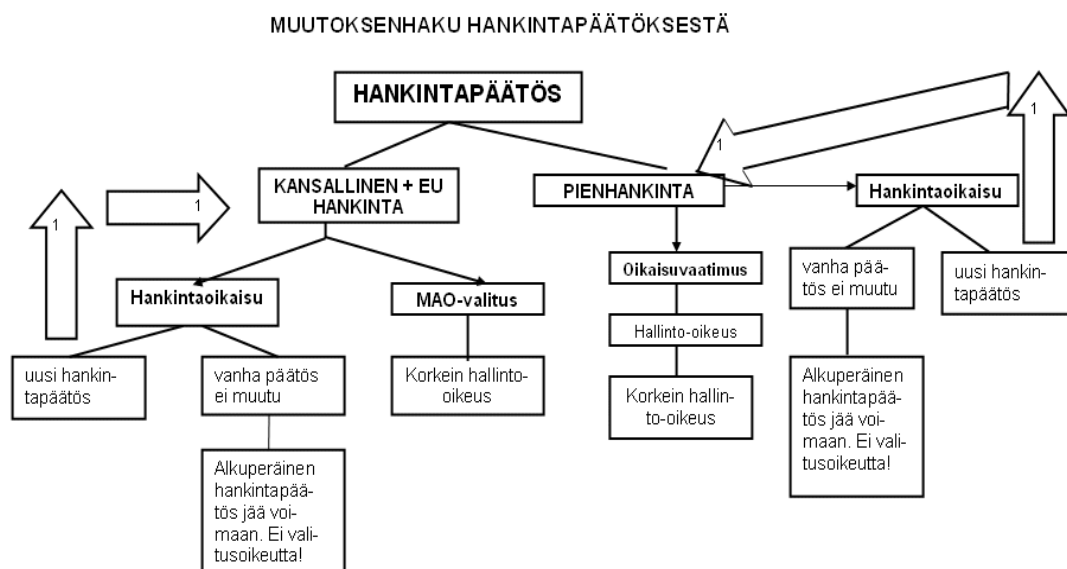 MUUTOKSENHAKU HANKINTAPÄÄTÖKSESTÄ
HANKINTAPÄÄTÖS
1
1
KANSALLINEN + EU
HANKINTA
PIENHANKINTA
Hankintaoikaisu
1
1
Hankintaoikaisu
MAO-valitus
Oikaisuvaatimus
vanha pää-
tös ei muutu
uusi hankin-
tapäätös
Hallinto-oikeus
uusi hankin-
tapäätös
vanha päätös
ei muutu
Korkein hallinto-
oikeus
Korkein hallin-
to-oikeus
Alkuperäinen
hankintapää-
tös jää voi-
maan. Ei vali-
tusoikeutta!
Alkuperäinen
hankintapää-
tös jää voi-
maan. Ei vali-
tusoikeutta!